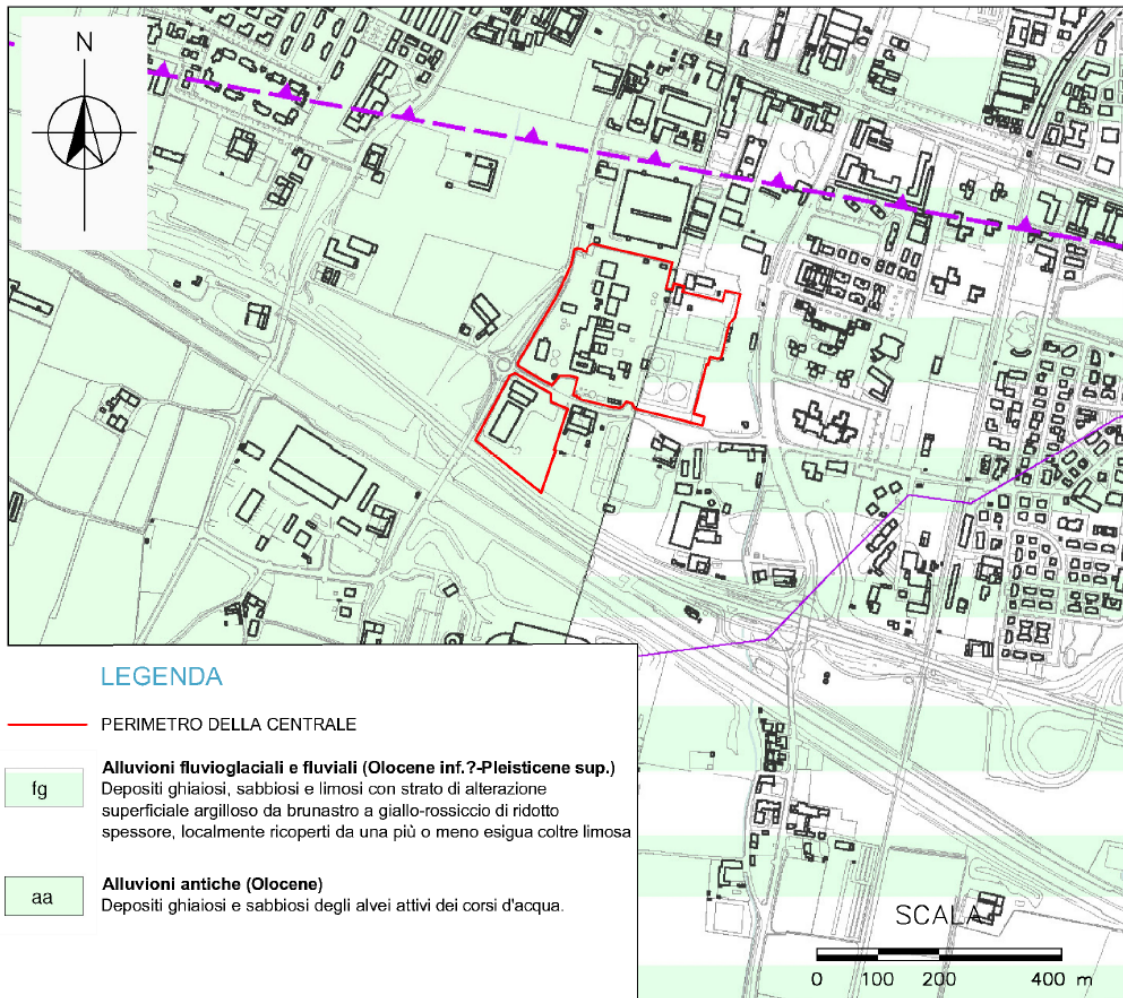 N
LEGENDA
PERIMETRO DELLA CENTRALE
fg
Alluvioni fluvioglaciali e fluviali (Olocene inf.?-Pleisticene sup.)
Depositi ghiaiosi, sabbiosi e limosi con strato di alterazione
superficiale argilloso da brunastro a giallo-rossiccio di ridotto
spessore, localmente ricoperti da una più o meno esigua coltre limosa
aa
Alluvioni antiche (Olocene)
Depositi ghiaiosi e sabbiosi degli alvei attivi dei corsi d'acqua.
SCALA
0 100 200 400 m